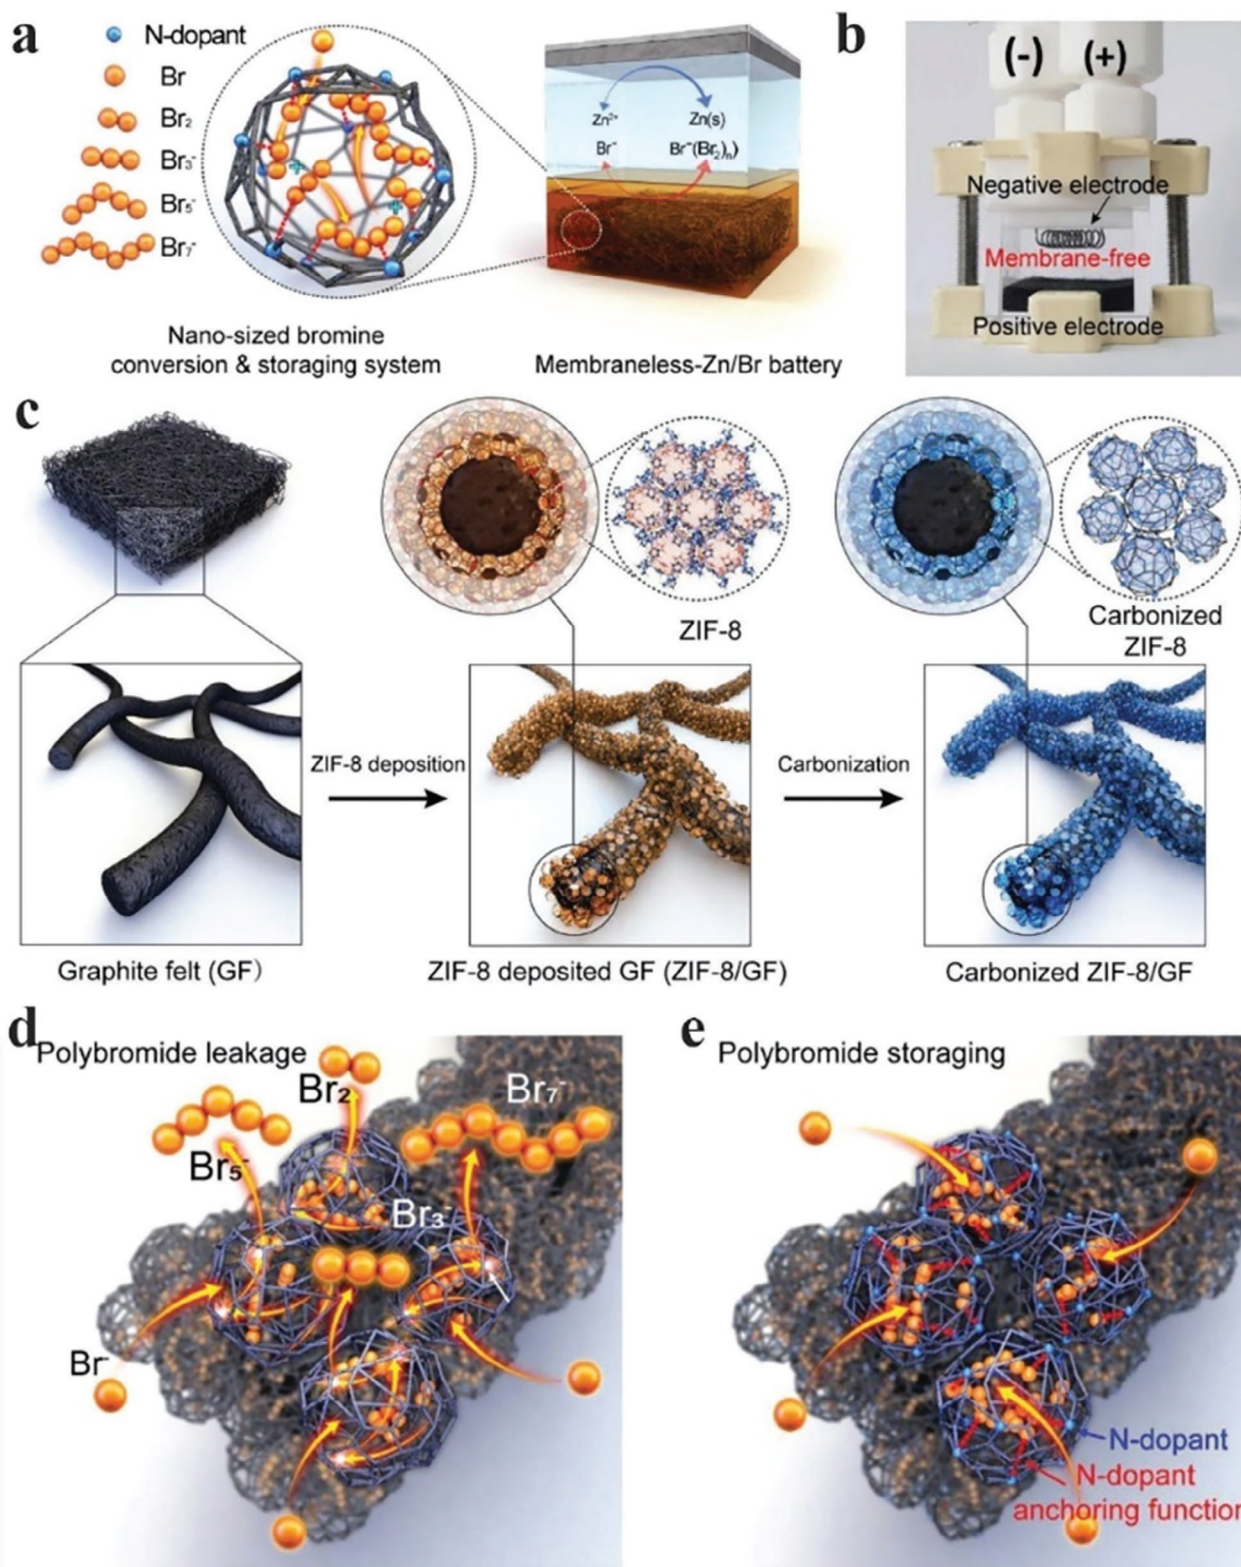 a
N-dopant
Br
Br₂
Br₃⁻
Br₅⁻
Br₇⁻
Zn²⁺
Zn(s)
Br⁻
Br⁻(Br₂)ₙ)
Nano-sized bromine
conversion & storaging system
Membraneless-Zn/Br battery
b
(-)
(+)
Negative electrode
Membrane-free
Positive electrode
c
ZIF-8
Carbonized
ZIF-8
ZIF-8 deposition
Carbonization
Graphite felt (GF)
ZIF-8 deposited GF (ZIF-8/GF)
Carbonized ZIF-8/GF
d
Polybromide leakage
Br₂
Br₇⁻
Br₅⁻
Br₃⁻
Br⁻
e
Polybromide storaging
N-dopant
N-dopant
anchoring function